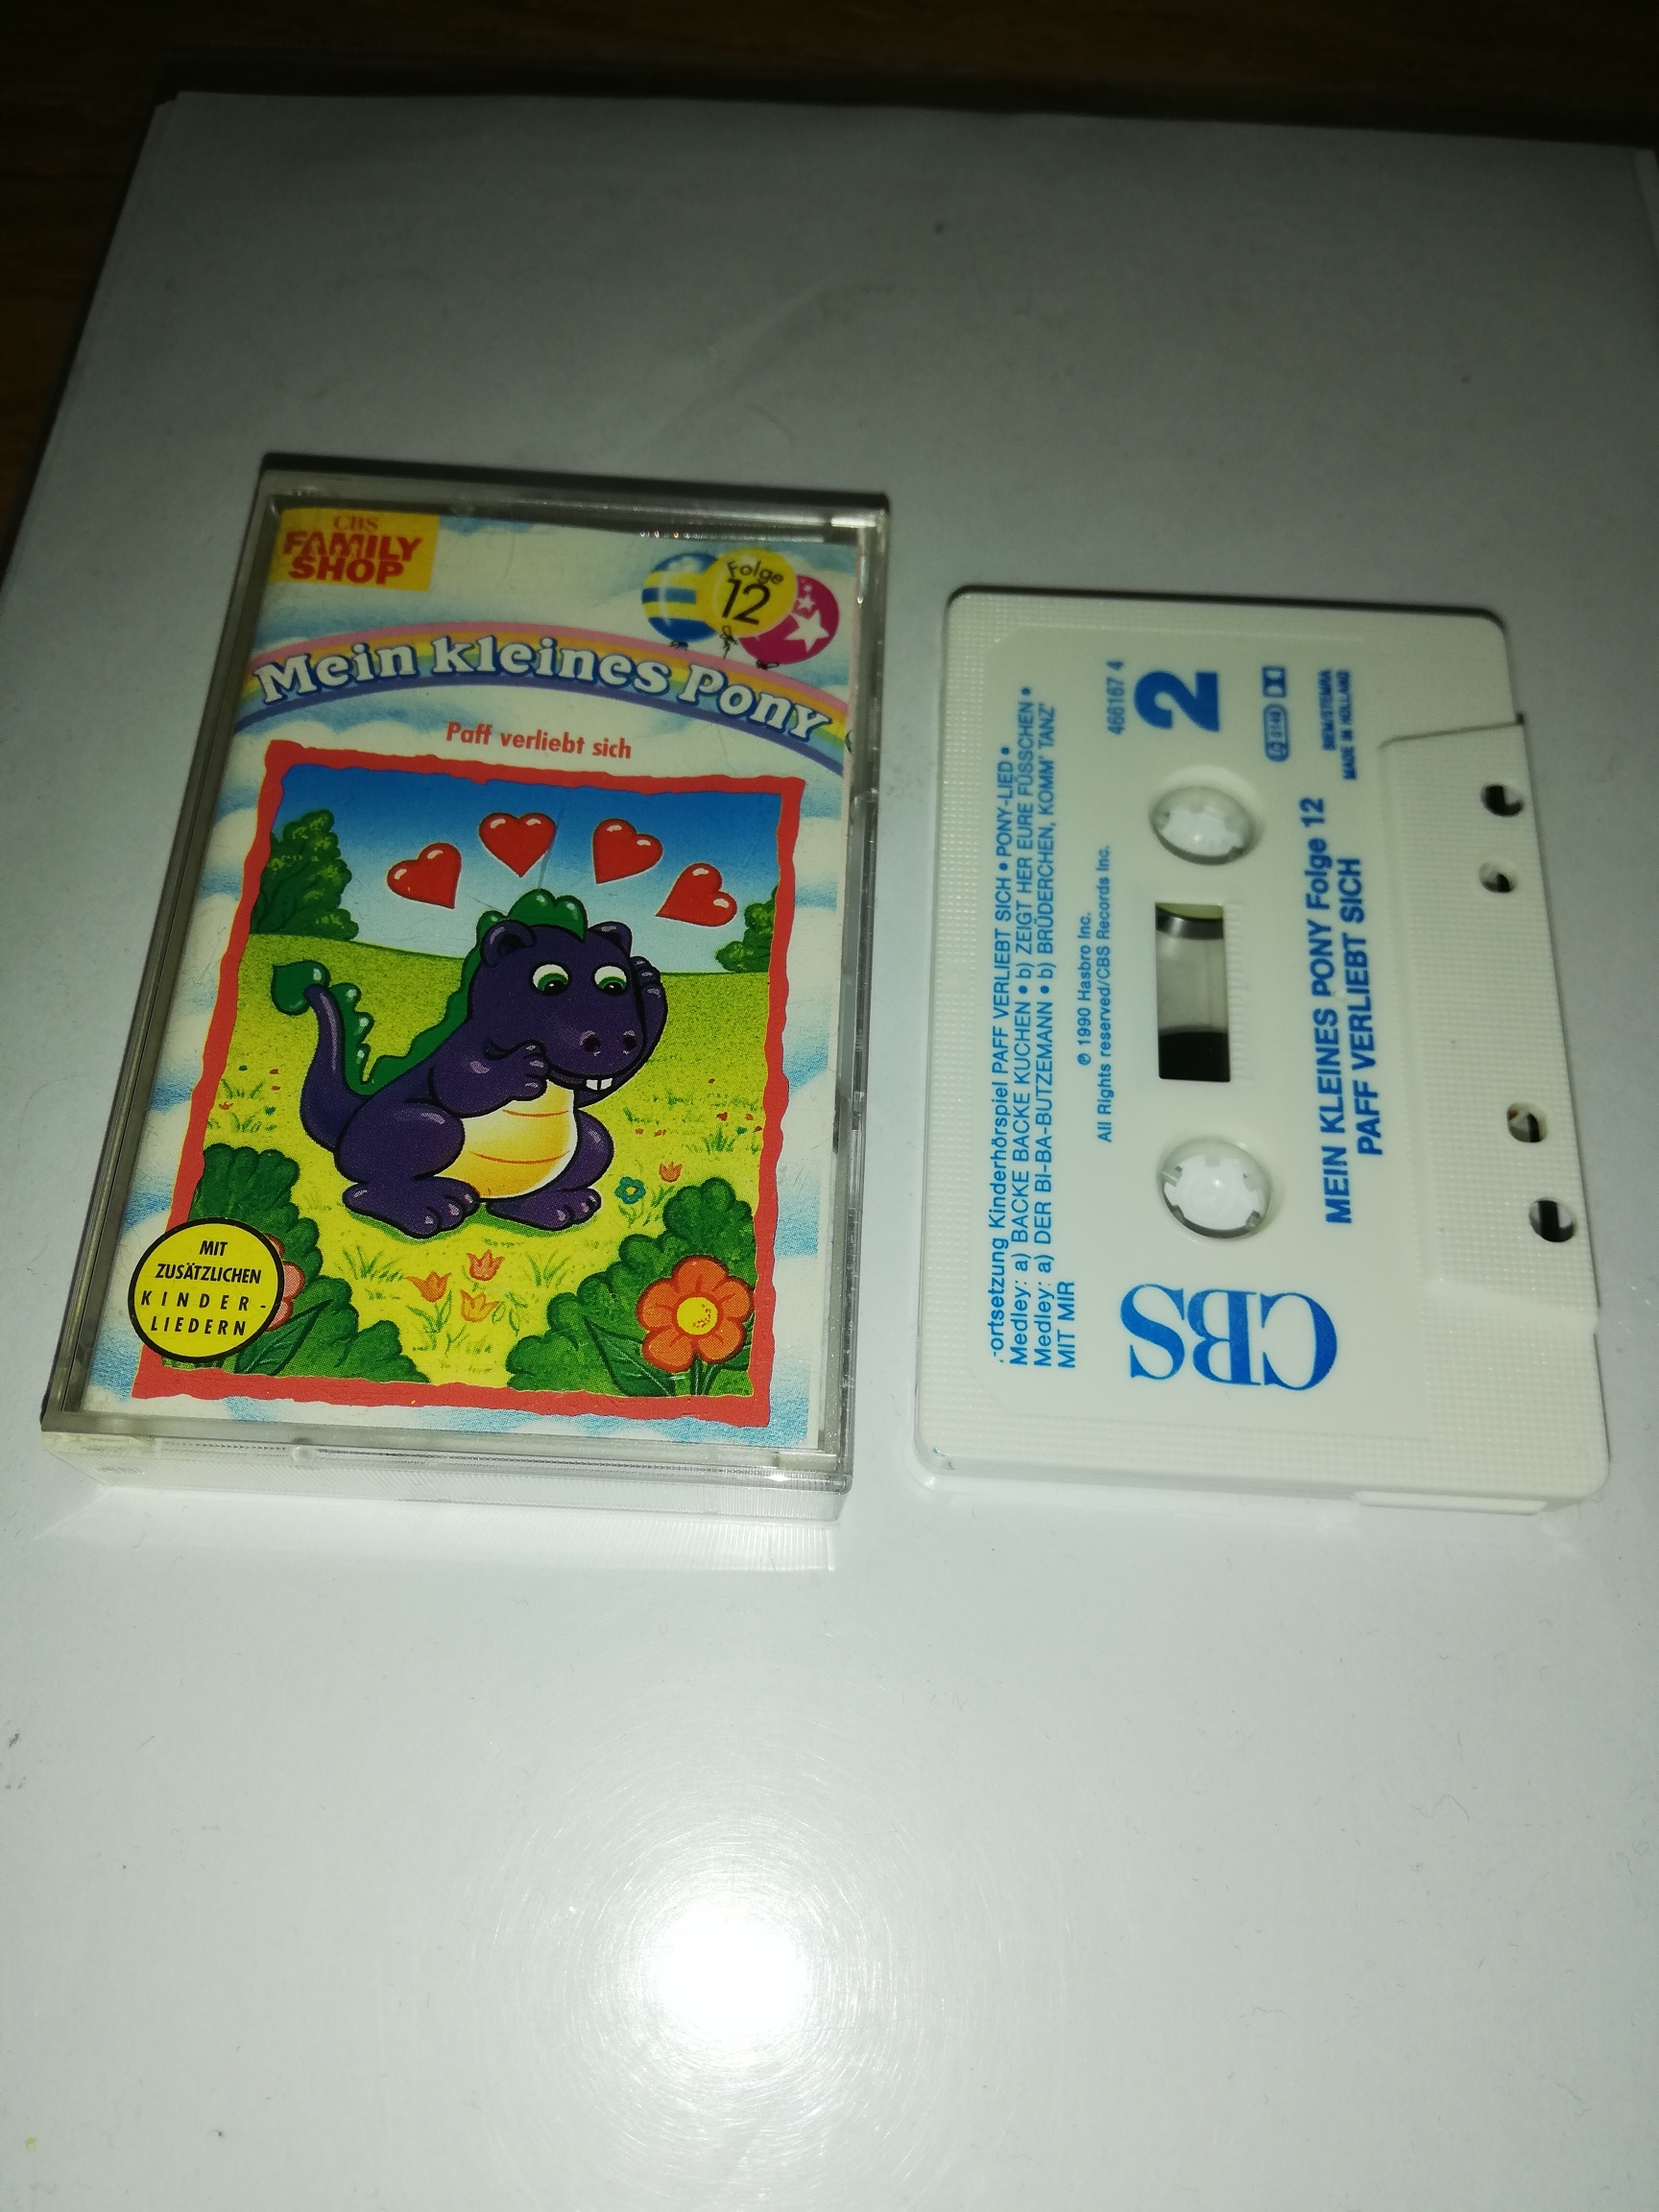 CBS
FAMILY
SHOP
Folge
12
Mein kleines Pony
Paff verliebt sich
MIT
ZUSÄTZLICHEN
KINDER-
LIEDERN
ortsetzung Kinderhörspiel PAFF VERLIEBT SICH • PONY-LIED •
Medley: a) BACKE BACKE KUCHEN • b) ZEIGT HER EURE FÜSSCHEN •
Medley: a) DER BI-BA-BUTZEMANN • b) BRÜDERCHEN, KOMM' TANZ'
MIT MIR
℗ 1990 Hasbro Inc.
All Rights reserved/CBS Records Inc.
466167 4
2
BIEM/STEMRA
MADE IN HOLLAND
CBS
MEIN KLEINES PONY Folge 12
PAFF VERLIEBT SICH